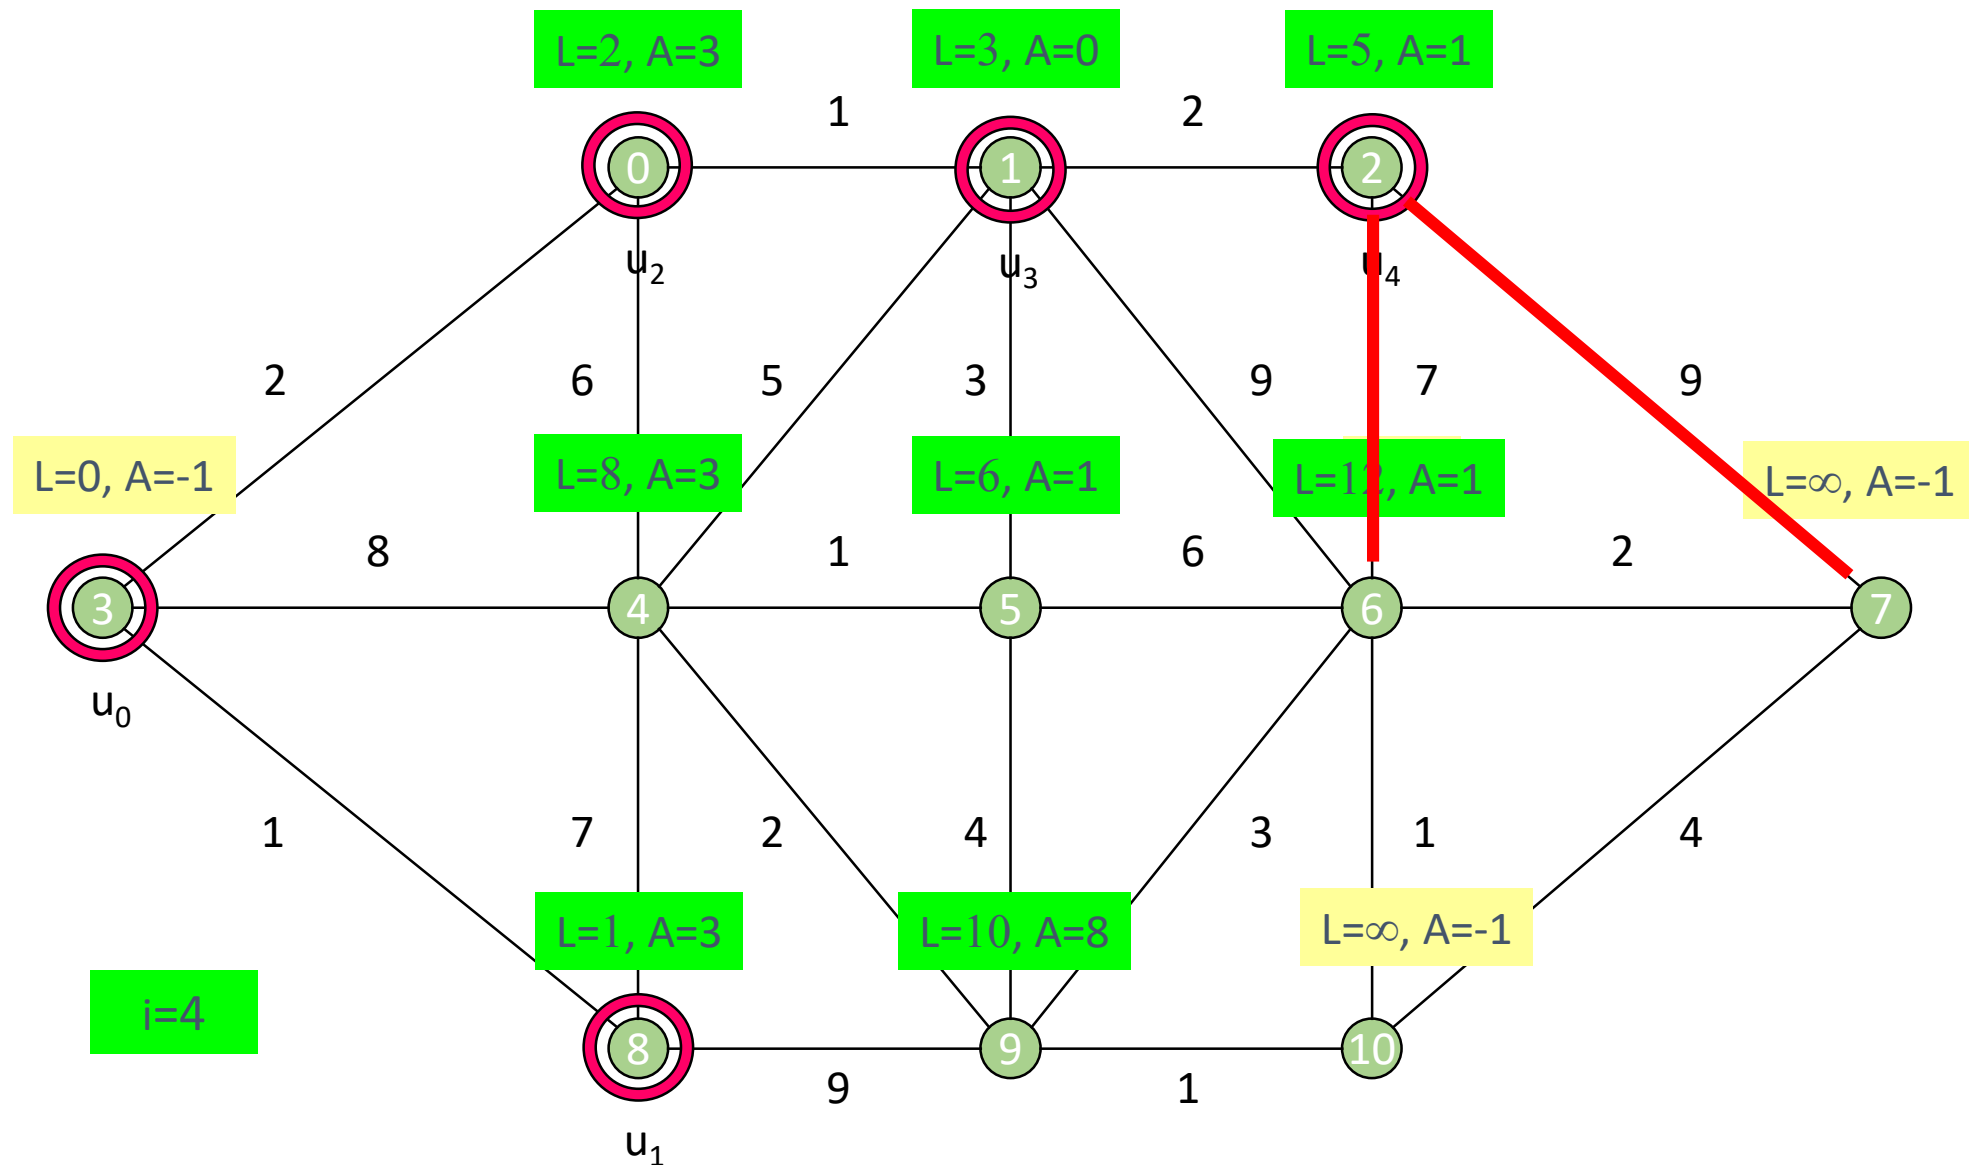 L=2, A=3
L=3, A=0
L=5, A=1
1
2
0
1
2
u2
u3
u4
2
6
5
3
9
7
9
L=0, A=-1
L=8, A=3
L=6, A=1
L=12, A=1
L=∞, A=-1
8
1
6
2
3
4
5
6
7
u0
1
7
2
4
3
1
4
L=1, A=3
L=10, A=8
L=∞, A=-1
i=4
8
9
10
9
1
u1